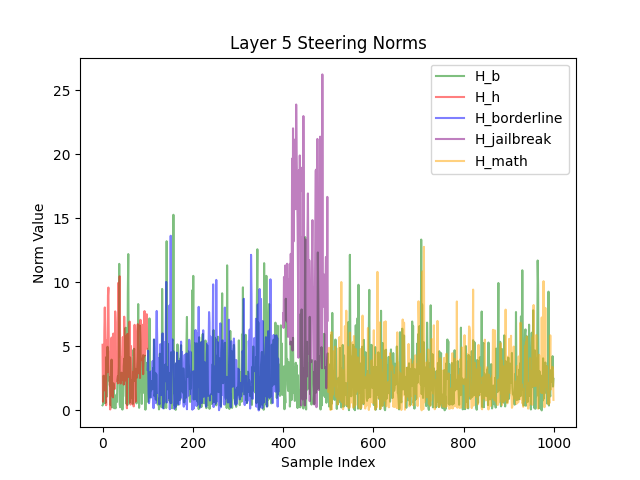 Layer 5 Steering Norms
Norm Value
25
20
15
10
5
0
H_b
H_h
H_borderline
H_jailbreak
H_math
0 200 400 600 800 1000
Sample Index